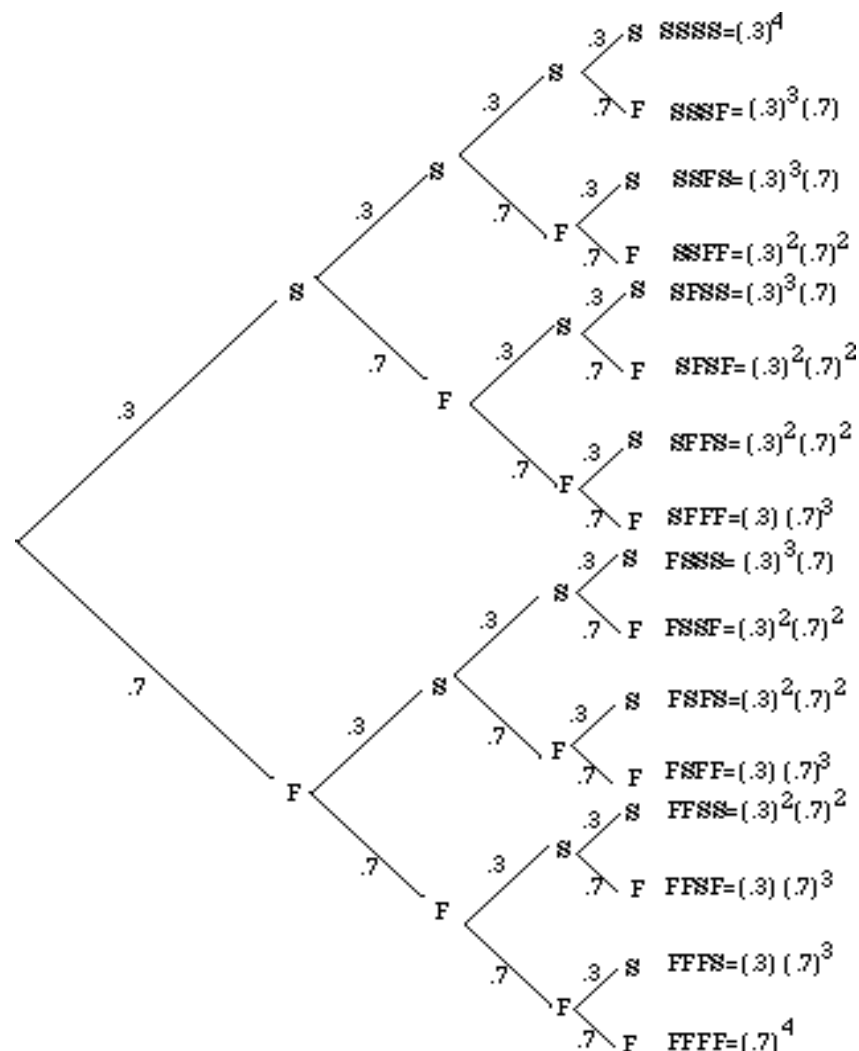 .3 S SSSS=(.3)^4
S
.3 .7 F SSSF=(.3)^3(.7)
S
.3 .3 S SSFS=(.3)^3(.7)
.7 F
.7 F SSFF=(.3)^2(.7)^2
S
.3 S SFSS=(.3)^3(.7)
S
.3
.7 .7 F SFSF=(.3)^2(.7)^2
F
.3
.3 S SFFS=(.3)^2(.7)^2
.7 F
.7 F SFFF=(.3) (.7)^3
.3 S FSSS=(.3)^3(.7)
S
.3 .7 F FSSF=(.3)^2(.7)^2
.7 S
.3 .3 S FSFS=(.3)^2(.7)^2
.7 F
.7 F FSFF=(.3) (.7)^3
F
.3 S FFSS=(.3)^2(.7)^2
S
.7 .3 .7 F FFSF=(.3) (.7)^3
F
.3 S FFFS=(.3) (.7)^3
.7 F
.7 F FFFF=(.7)^4